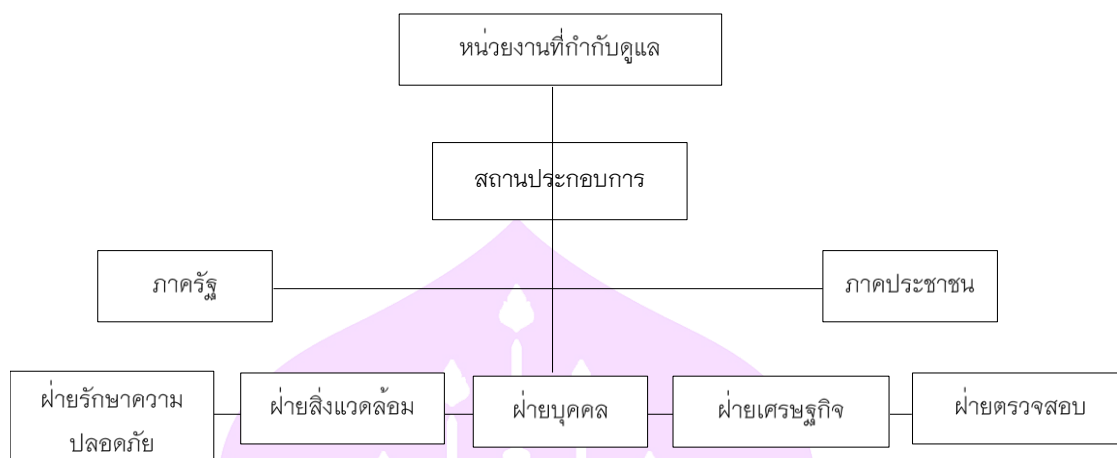 หน่วยงานที่กำกับดูแล
สถานประกอบการ
ภาครัฐ
ภาคประชาชน
ฝ่ายรักษาความ
ปลอดภัย
ฝ่ายสิ่งแวดล้อม
ฝ่ายบุคคล
ฝ่ายเศรษฐกิจ
ฝ่ายตรวจสอบ